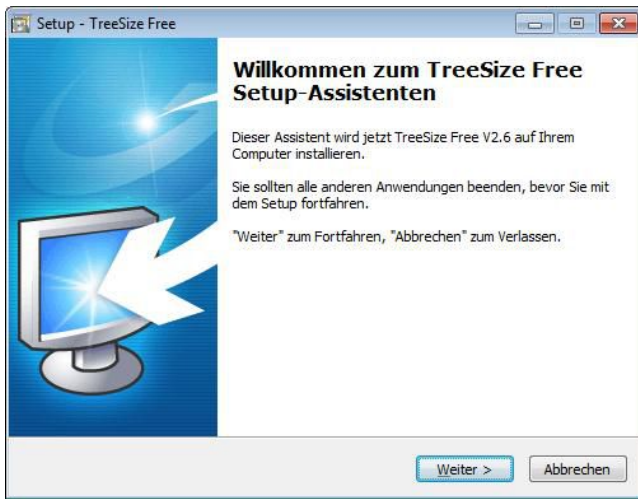 Setup - TreeSize Free
Willkommen zum TreeSize Free
Setup-Assistenten
Dieser Assistent wird jetzt TreeSize Free V2.6 auf Ihrem
Computer installieren.
Sie sollten alle anderen Anwendungen beenden, bevor Sie mit
dem Setup fortfahren.
"Weiter" zum Fortfahren, "Abbrechen" zum Verlassen.
Weiter >
Abbrechen